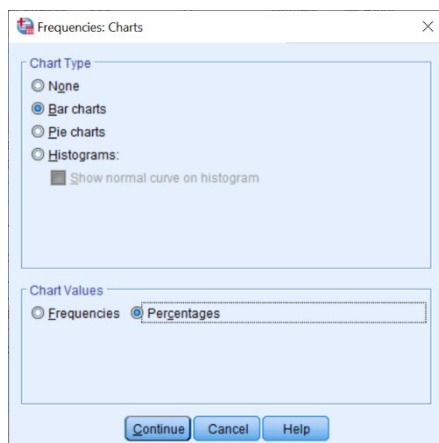 Frequencies: Charts
Chart Type
None
Bar charts
Pie charts
Histograms:
Show normal curve on histogram
Chart Values
Frequencies Percentages
Continue Cancel Help